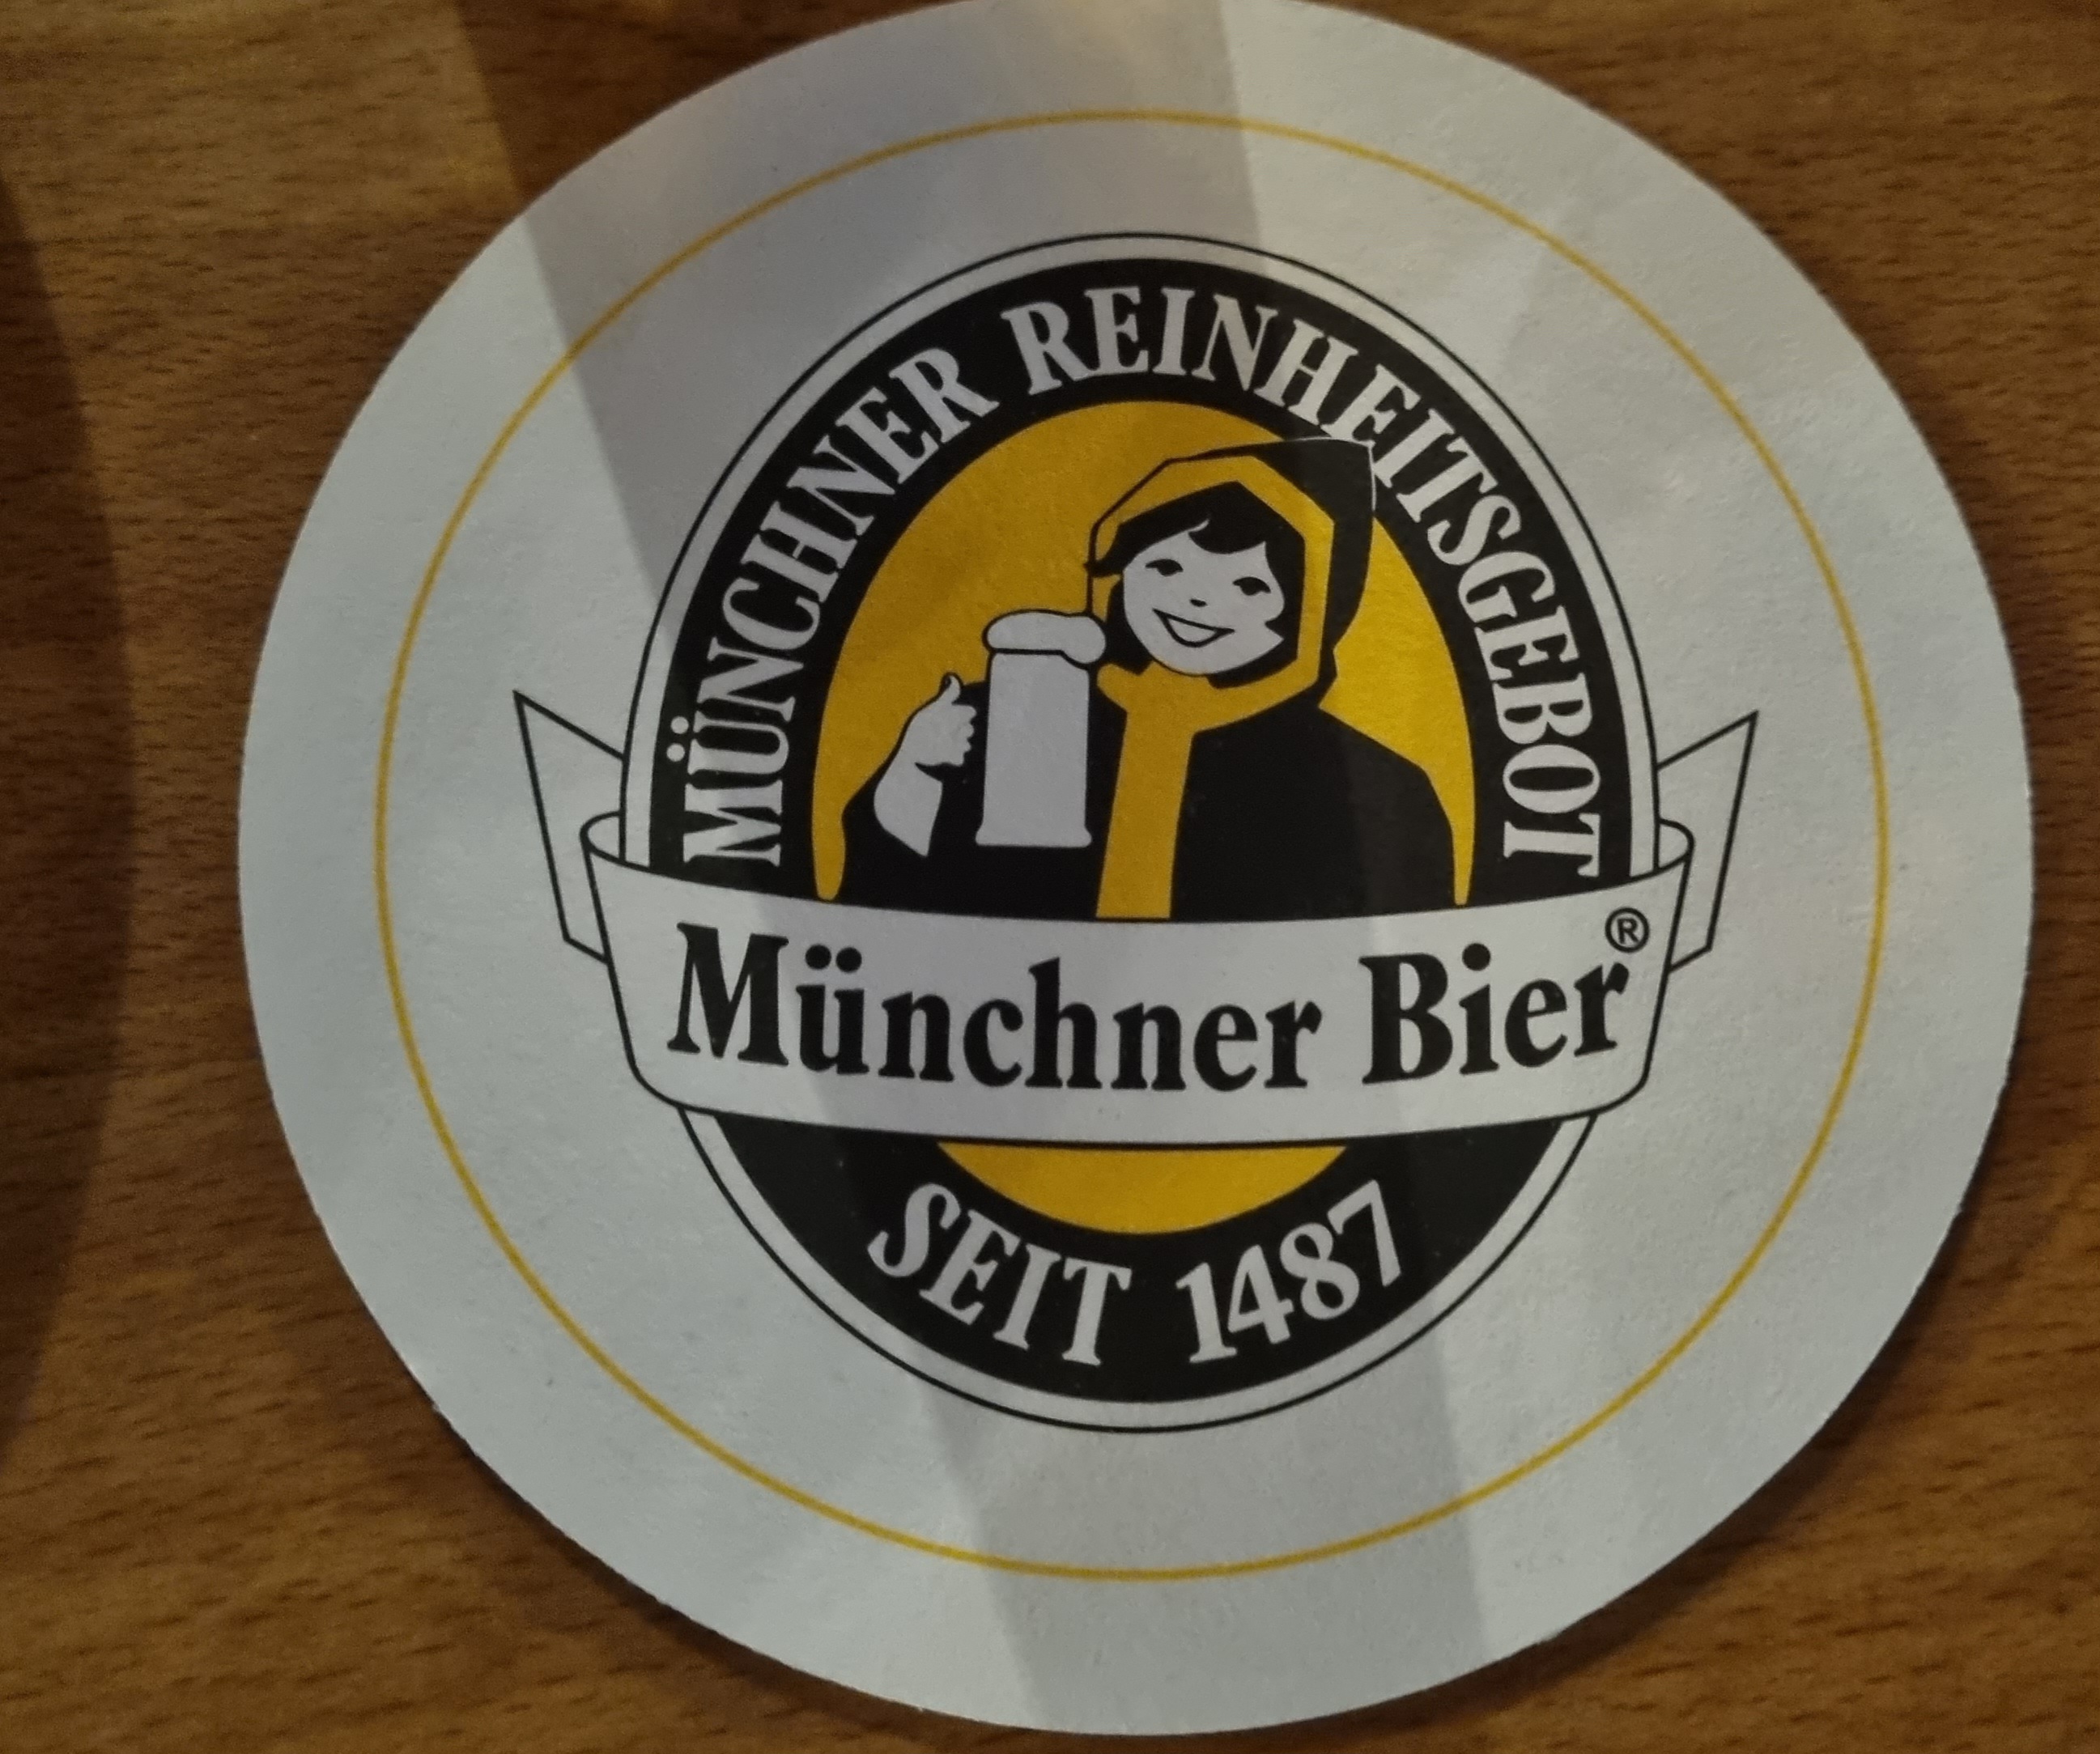 MÜNCHNER REINHEITSGEBOT
Münchner Bier®
SEIT 1487